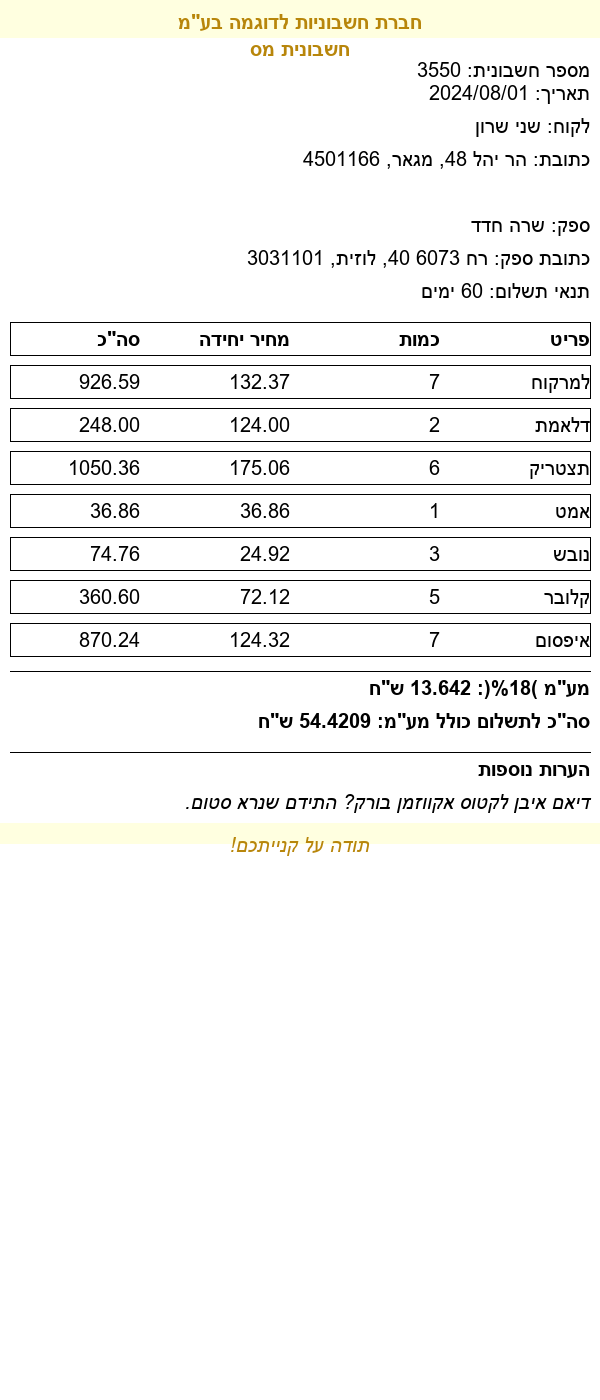 חברת חשבוניות לדוגמה בע"מ
חשבונית מס
מספר חשבונית: 3550
תאריך: 2024/08/01
לקוח: שני שרון
כתובת: הר יהל 48, מגאר, 4501166
ספק: שרה חדד
כתובת ספק: רח 6073 40, לוזית, 3031101
תנאי תשלום: 60 ימים
פריט כמות מחיר יחידה סה"כ
למרקוח 7 132.37 926.59
דלאמת 2 124.00 248.00
תצטריק 6 175.06 1050.36
אמט 1 36.86 36.86
נובש 3 24.92 74.76
קלובר 5 72.12 360.60
איפסום 7 124.32 870.24
מע"מ )18%(: 13.642 ש"ח
סה"כ לתשלום כולל מע"מ: 54.4209 ש"ח
הערות נוספות
דיאם איבן לקטוס אקווזמן בורק? התידם שנרא סטום.
תודה על קנייתכם!